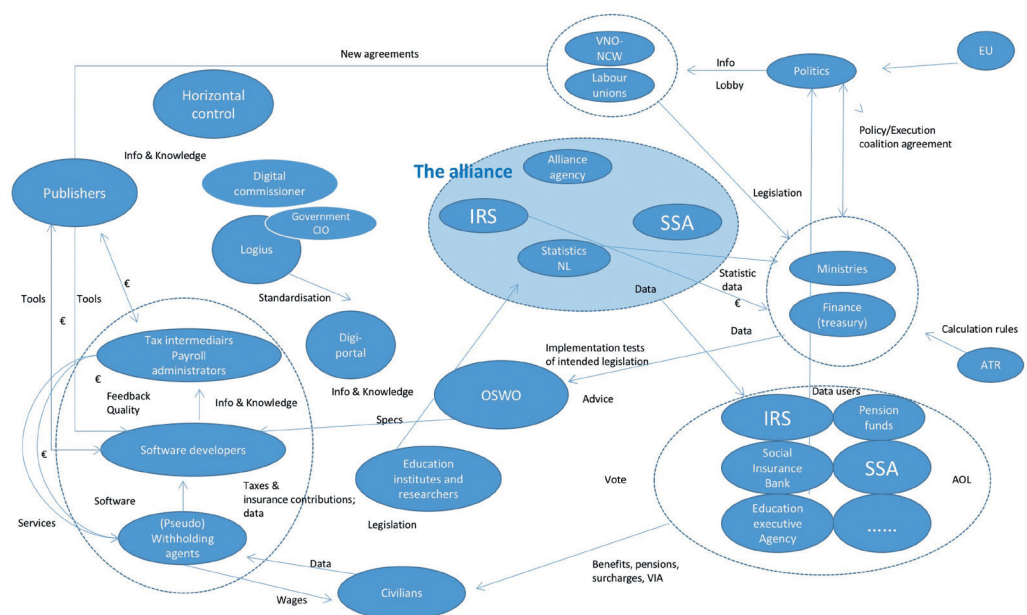 New agreements
VNO-
NCW
Labour
unions
Info
Lobby
Politics
EU
Horizontal
control
Policy/Execution
coalition agreement
Info & Knowledge
Publishers
Digital
commissioner
Government
CIO
Logius
The alliance
Alliance
agency
IRS
SSA
Statistics
NL
Legislation
Ministries
Finance
(treasury)
Statistic
data
€
Data
Data
Tools
Tools
€
€
Standardisation
Digi-
portal
Calculation rules
ATR
Tax intermediairs
Payroll
administrators
€
Feedback
Quality
Info & Knowledge
Info & Knowledge
Implementation tests
of intended legislation
OSWO
Advice
Specs
Data users
IRS
Pension
funds
Software developers
€
Social
Insurance
Bank
SSA
Education
institutes and
researchers
Vote
AOL
Software
Taxes &
insurance contributions;
data
Services
(Pseudo)
Withholding
agents
Legislation
Education
executive
Agency
......
Data
Wages
Civilians
Benefits, pensions,
surcharges, VIA